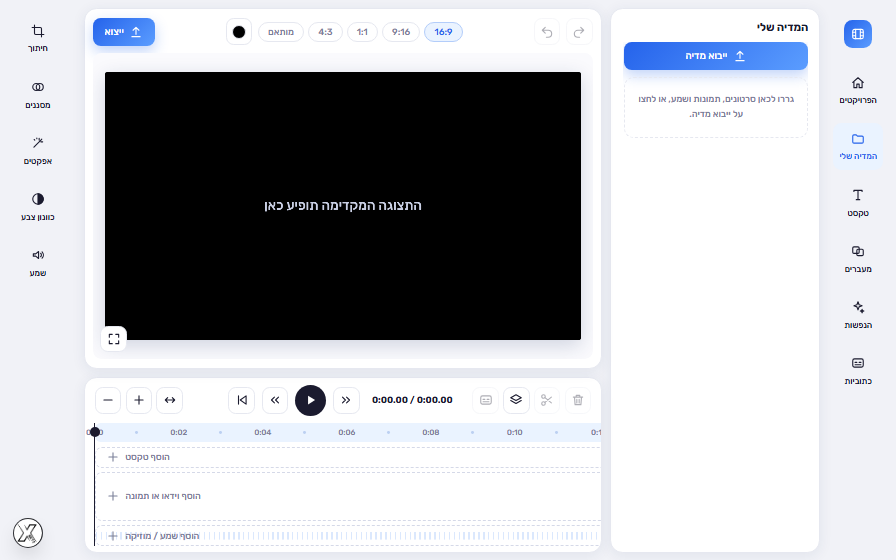 הפרויקטים
המדיה שלי
טקסט
מעברים
הנפשות
כתוביות
המדיה שלי
ייבוא מדיה
גררו לכאן סרטונים, תמונות ושמע, או לחצו
על ייבוא מדיה.
16:9
9:16
1:1
4:3
מותאם
ייצוא
התצוגה המקדימה תופיע כאן
0:00.00 / 0:00.00
0:02
0:04
0:06
0:08
0:10
הוסף טקסט
הוסף וידאו או תמונה
הוסף שמע / מוזיקה
חיתוך
מסננים
אפקטים
כוונון צבע
שמע